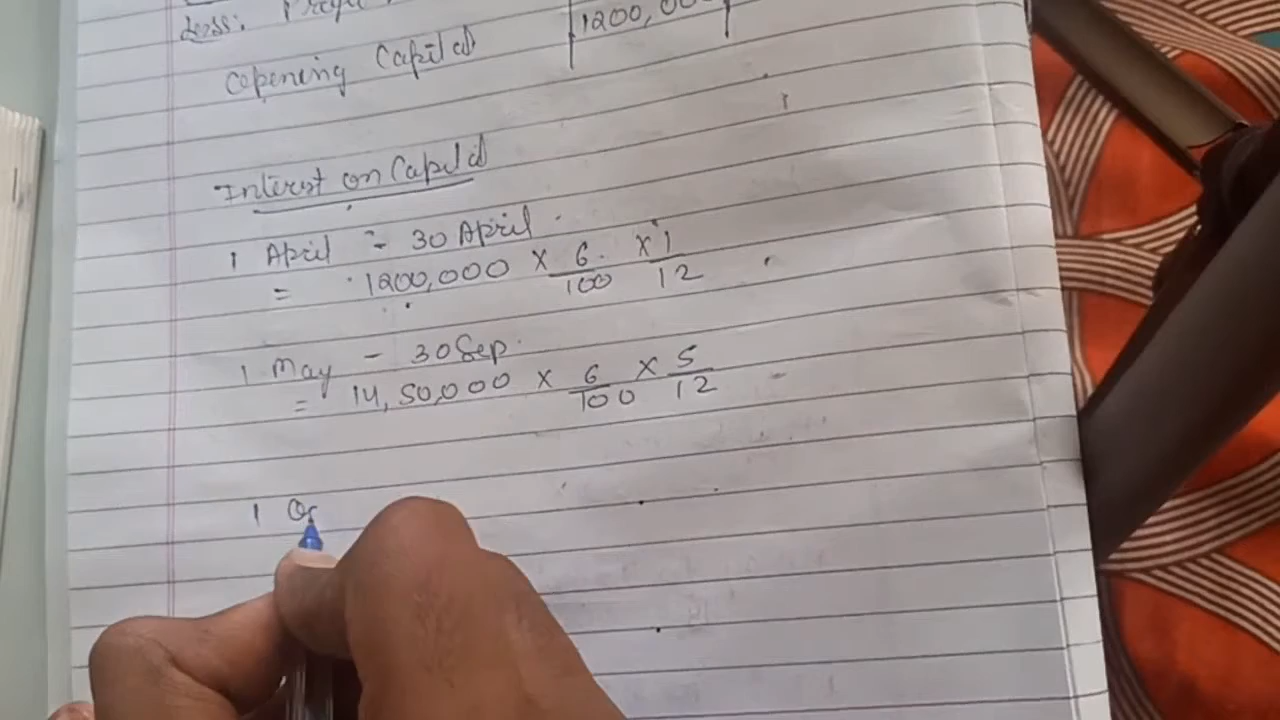 Less: 1200,00
Opening Capital
Interest on Capital
1 April - 30 April
= 1200,000 × 6/100 × 1/12
1 May - 30 Sep.
= 14,50,000 × 6/100 × 5/12
1 Oc